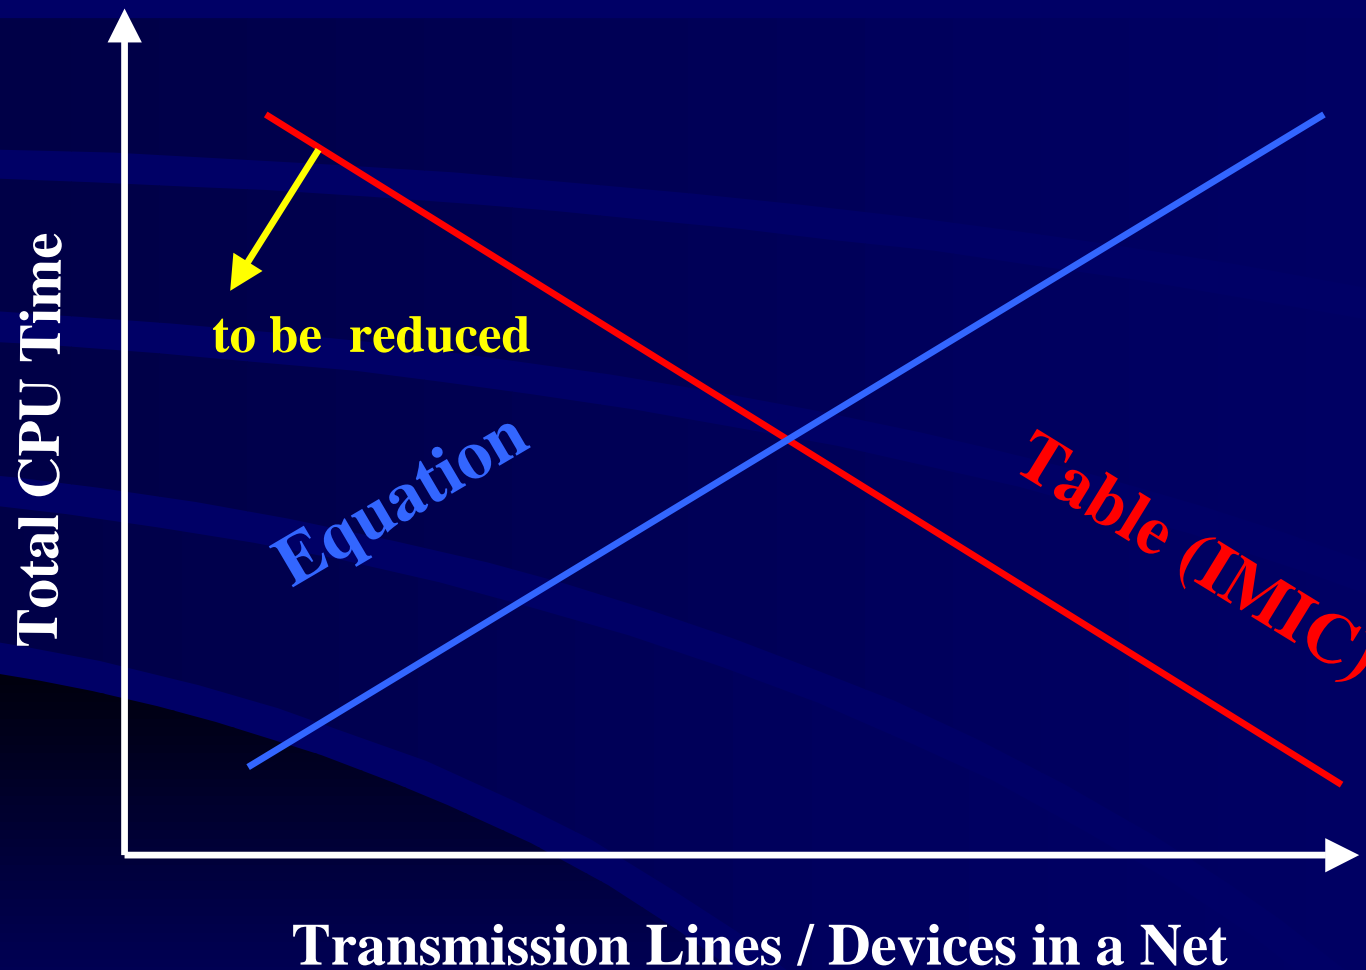 Total CPU Time
to be reduced
Equation
Table (IMIC)
Transmission Lines / Devices in a Net